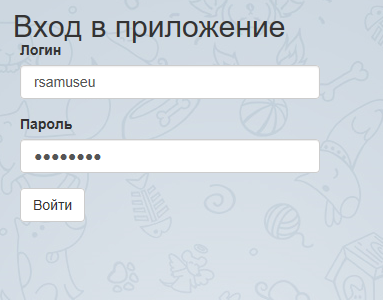 Вход в приложение
Логин
rsamuseu
Пароль
••••••••
Войти